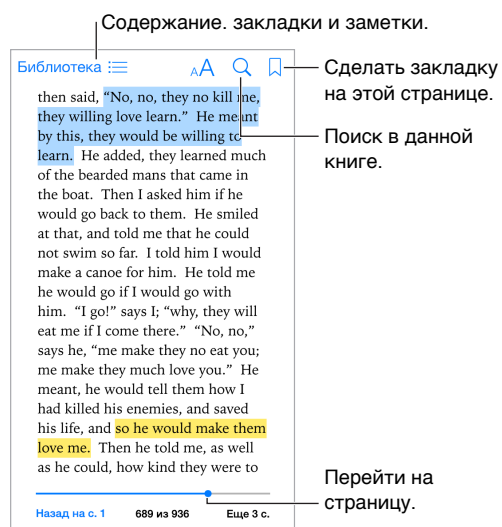 Содержание. закладки и заметки.
Библиотека
AA
Сделать закладку
на этой странице.
Поиск в данной
книге.
then said, “No, no, they no kill me,
they willing love learn.” He meant
by this, they would be willing to
learn. He added, they learned much
of the bearded mans that came in
the boat. Then I asked him if he
would go back to them. He smiled
at that, and told me that he could
not swim so far. I told him I would
make a canoe for him. He told me
he would go if I would go with
him. “I go!” says I; “why, they will
eat me if I come there.” “No, no,”
says he, “me make they no eat you;
me make they much love you.” He
meant, he would tell them how I
had killed his enemies, and saved
his life, and so he would make them
love me. Then he told me, as well
as he could, how kind they were to
Перейти на
страницу.
Назад на с. 1 689 из 936 Еще 3 с.